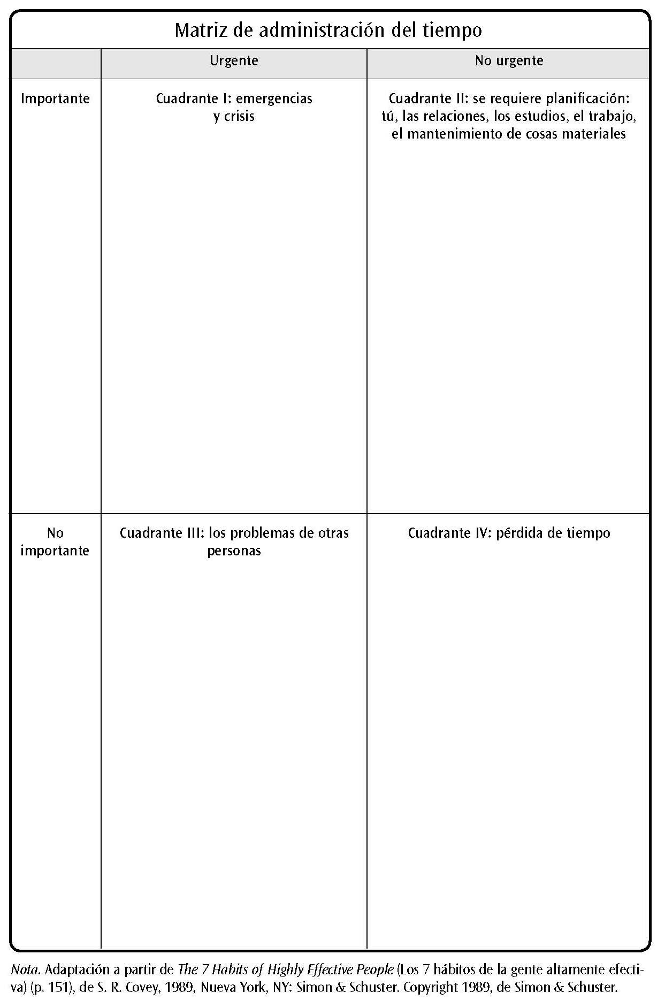 Matriz de administración del tiempo
Urgente
No urgente
Importante
Cuadrante I: emergencias
y crisis
Cuadrante II: se requiere planificación:
tú, las relaciones, los estudios, el trabajo,
el mantenimiento de cosas materiales
No
importante
Cuadrante III: los problemas de otras
personas
Cuadrante IV: pérdida de tiempo
Nota. Adaptación a partir de The 7 Habits of Highly Effective People (Los 7 hábitos de la gente altamente efecti-
va) (p. 151), de S. R. Covey, 1989, Nueva York, NY: Simon & Schuster. Copyright 1989, de Simon & Schuster.